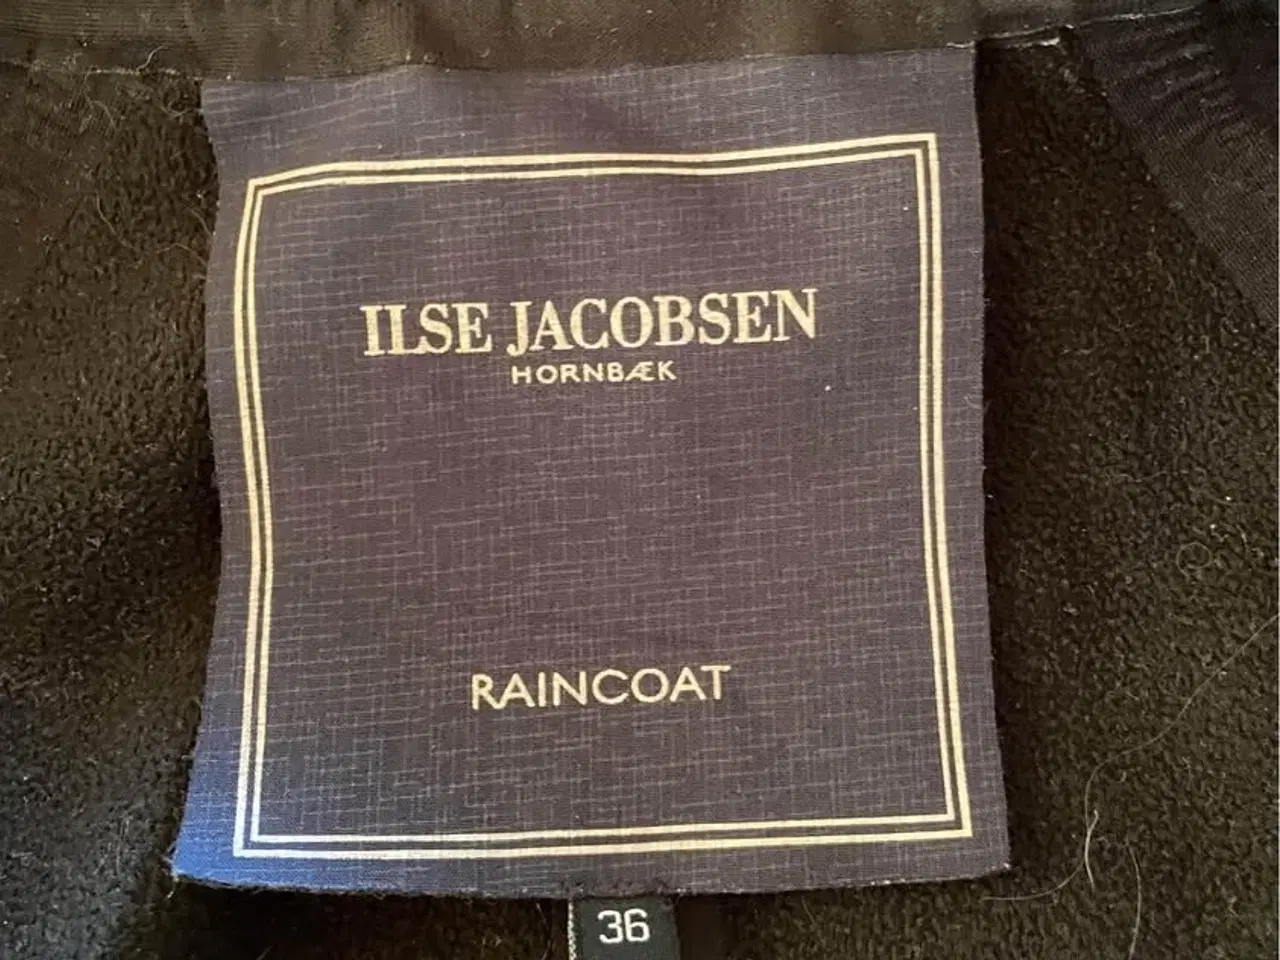 ILSE JACOBSEN
HORNBÆK
RAINCOAT
36